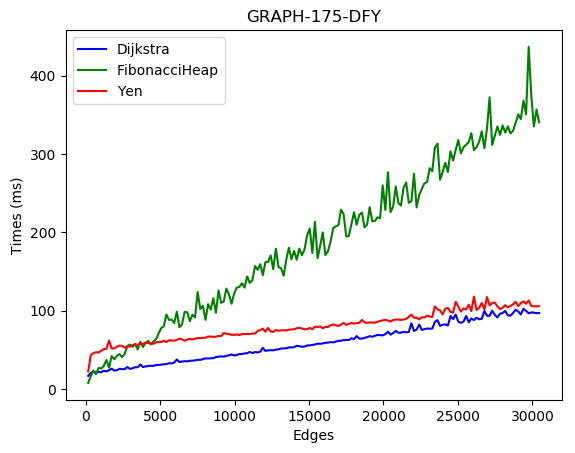 GRAPH-175-DFY
Dijkstra
FibonacciHeap
Yen
Times (ms)
400
300
200
100
0
0 5000 10000 15000 20000 25000 30000
Edges